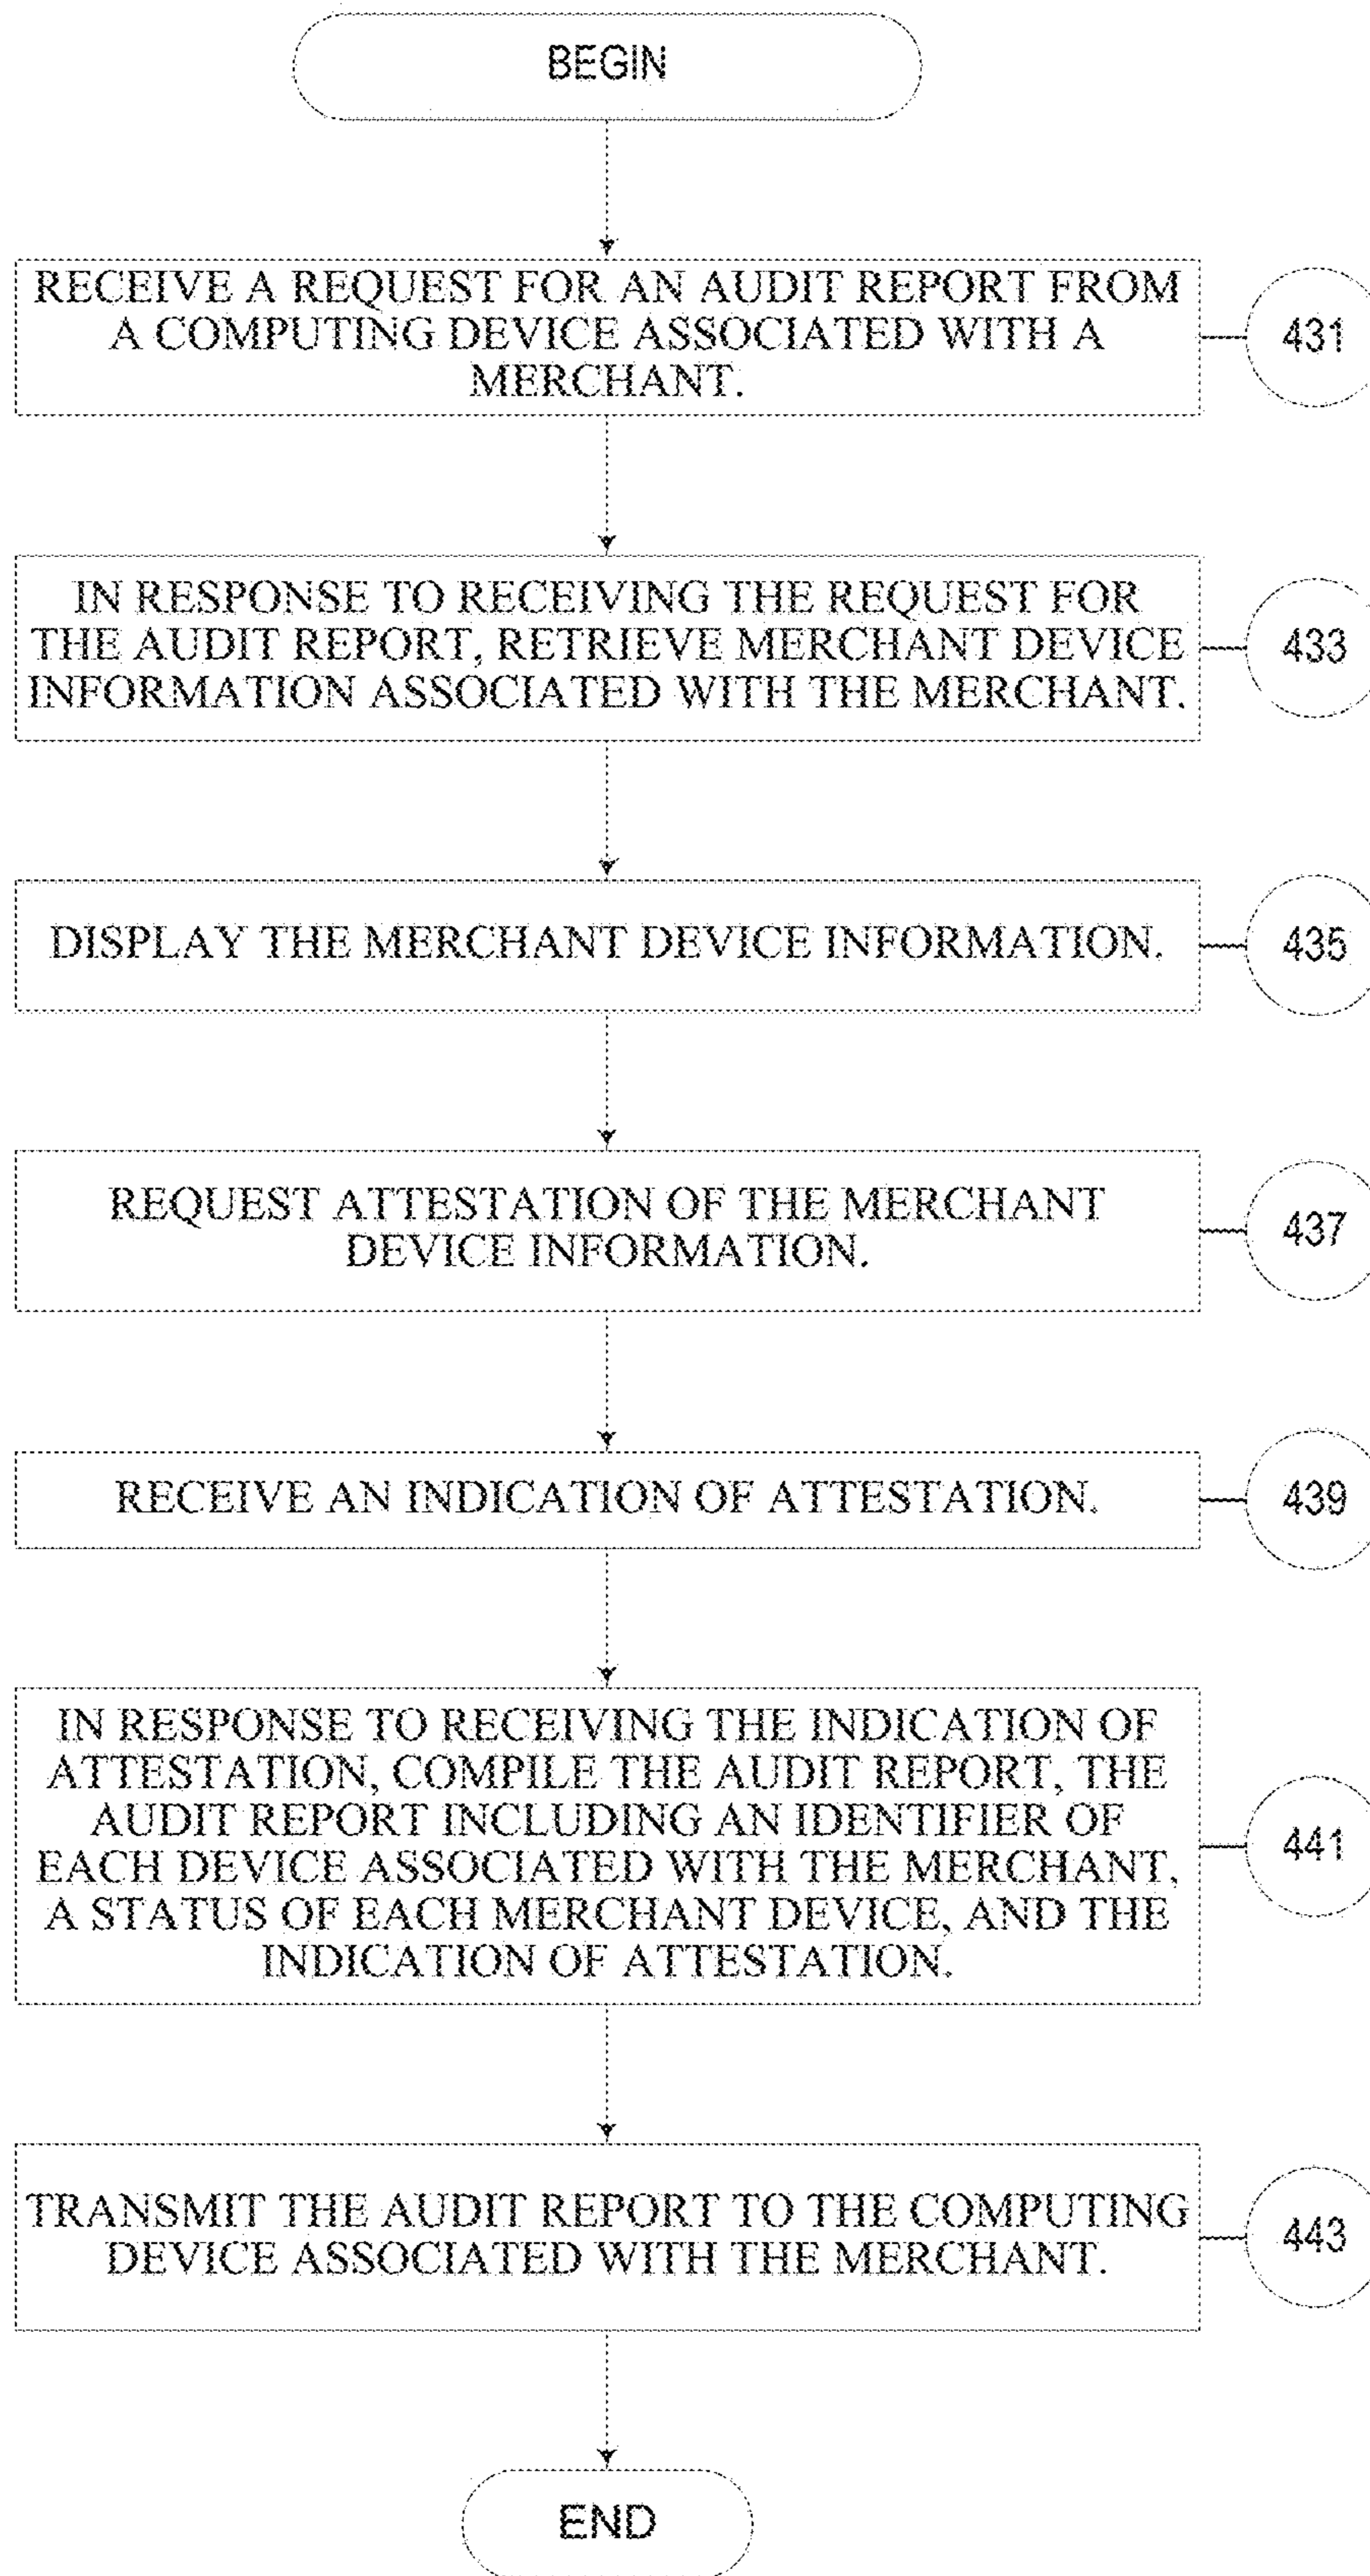 BEGIN
RECEIVE A REQUEST FOR AN AUDIT REPORT FROM
A COMPUTING DEVICE ASSOCIATED WITH A
MERCHANT.
431
IN RESPONSE TO RECEIVING THE REQUEST FOR
THE AUDIT REPORT, RETRIEVE MERCHANT DEVICE
INFORMATION ASSOCIATED WITH THE MERCHANT.
433
DISPLAY THE MERCHANT DEVICE INFORMATION.
435
REQUEST ATTESTATION OF THE MERCHANT
DEVICE INFORMATION.
437
RECEIVE AN INDICATION OF ATTESTATION.
439
IN RESPONSE TO RECEIVING THE INDICATION OF
ATTESTATION, COMPILE THE AUDIT REPORT, THE
AUDIT REPORT INCLUDING AN IDENTIFIER OF
EACH DEVICE ASSOCIATED WITH THE MERCHANT,
A STATUS OF EACH MERCHANT DEVICE, AND THE
INDICATION OF ATTESTATION.
441
TRANSMIT THE AUDIT REPORT TO THE COMPUTING
DEVICE ASSOCIATED WITH THE MERCHANT.
443
END